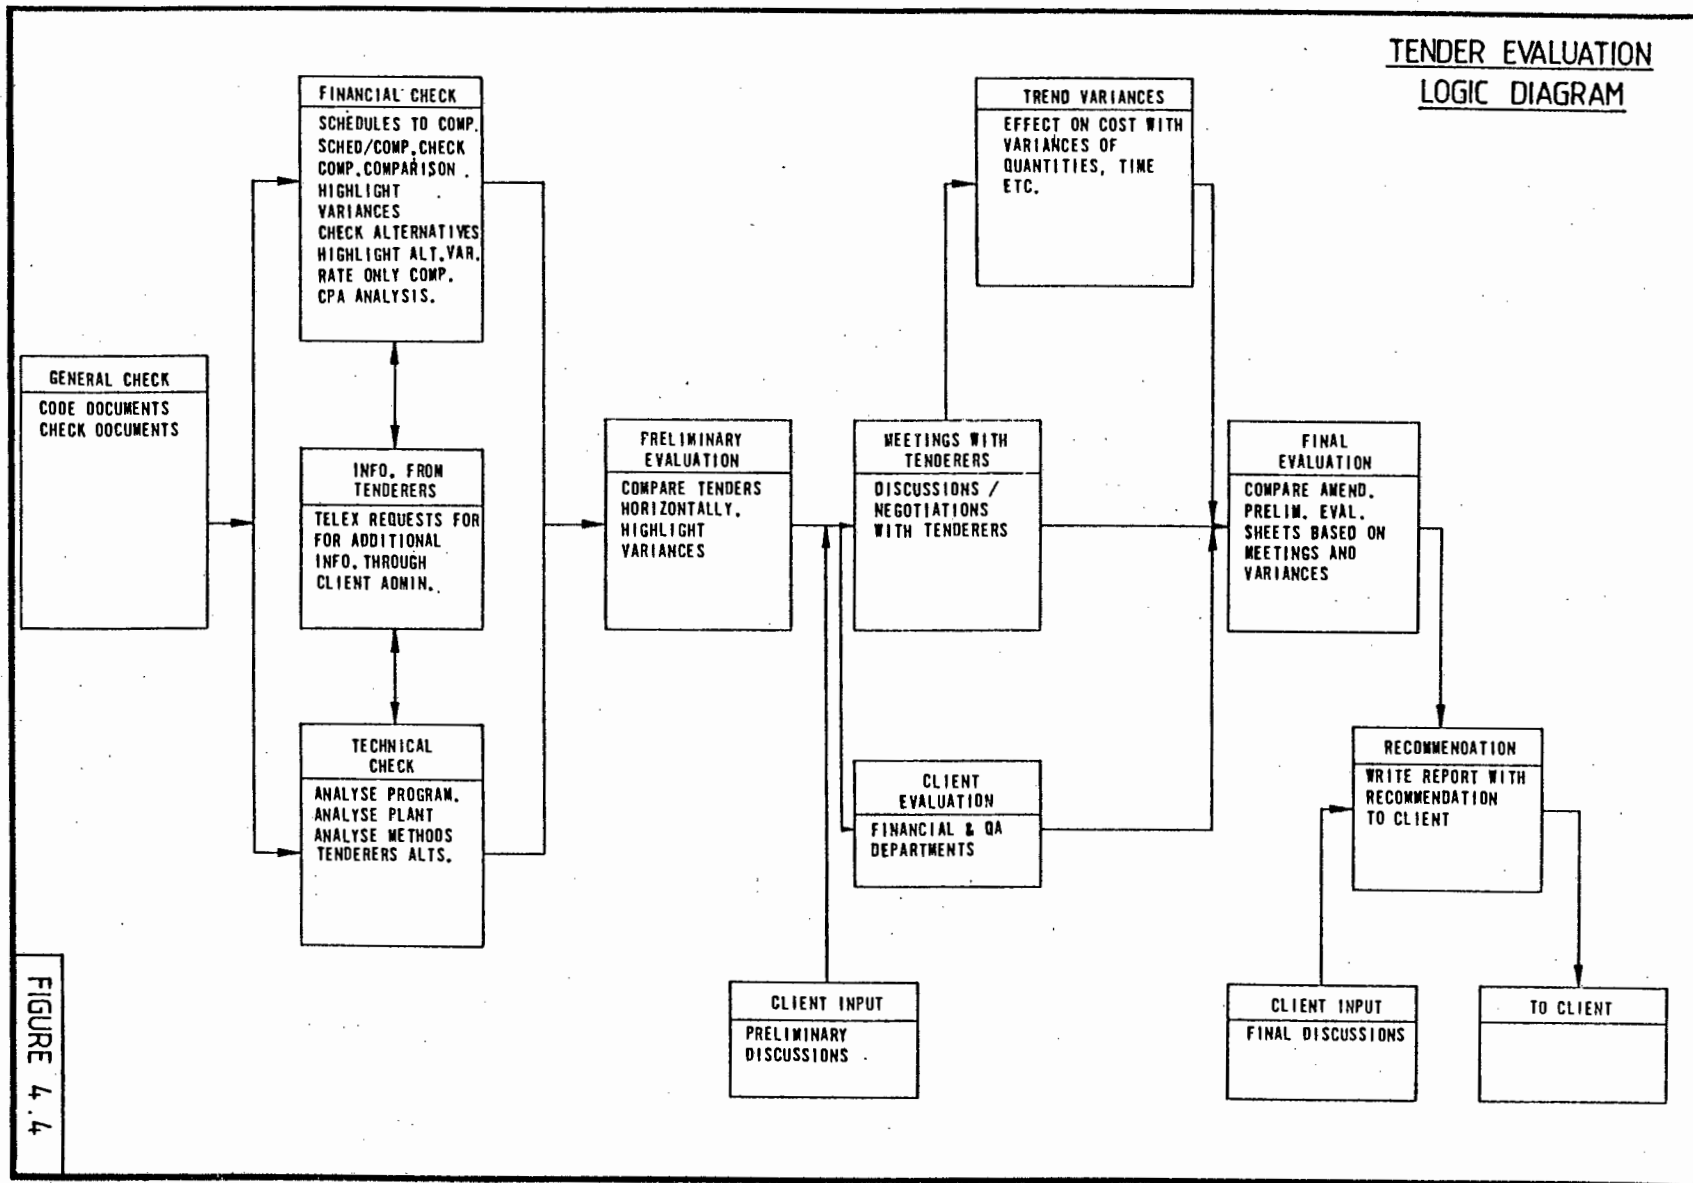 TENDER EVALUATION
LOGIC DIAGRAM
GENERAL CHECK
CODE DOCUMENTS
CHECK DOCUMENTS
FINANCIAL CHECK
SCHEDULES TO COMP.
SCHED/COMP.CHECK
COMP.COMPARISON .
HIGHLIGHT
VARIANCES
CHECK ALTERNATIVES
HIGHLIGHT ALT.VAR.
RATE ONLY COMP.
CPA ANALYSIS.
INFO. FROM
TENDERERS
TELEX REQUESTS FOR
FOR ADDITIONAL
INFO. THROUGH
CLIENT ADMIN.
TECHNICAL
CHECK
ANALYSE PROGRAM.
ANALYSE PLANT
ANALYSE METHODS
TENDERERS ALTS.
PRELIMINARY
EVALUATION
COMPARE TENDERS
HORIZONTALLY.
HIGHLIGHT
VARIANCES
CLIENT INPUT
PRELIMINARY
DISCUSSIONS
MEETINGS WITH
TENDERERS
DISCUSSIONS /
NEGOTIATIONS
WITH TENDERERS
TREND VARIANCES
EFFECT ON COST WITH
VARIANCES OF
QUANTITIES, TIME
ETC.
CLIENT
EVALUATION
FINANCIAL & QA
DEPARTMENTS
FINAL
EVALUATION
COMPARE AMEND.
PRELIM. EVAL.
SHEETS BASED ON
MEETINGS AND
VARIANCES
RECOMMENDATION
WRITE REPORT WITH
RECOMMENDATION
TO CLIENT
CLIENT INPUT
FINAL DISCUSSIONS
TO CLIENT
FIGURE 4.4